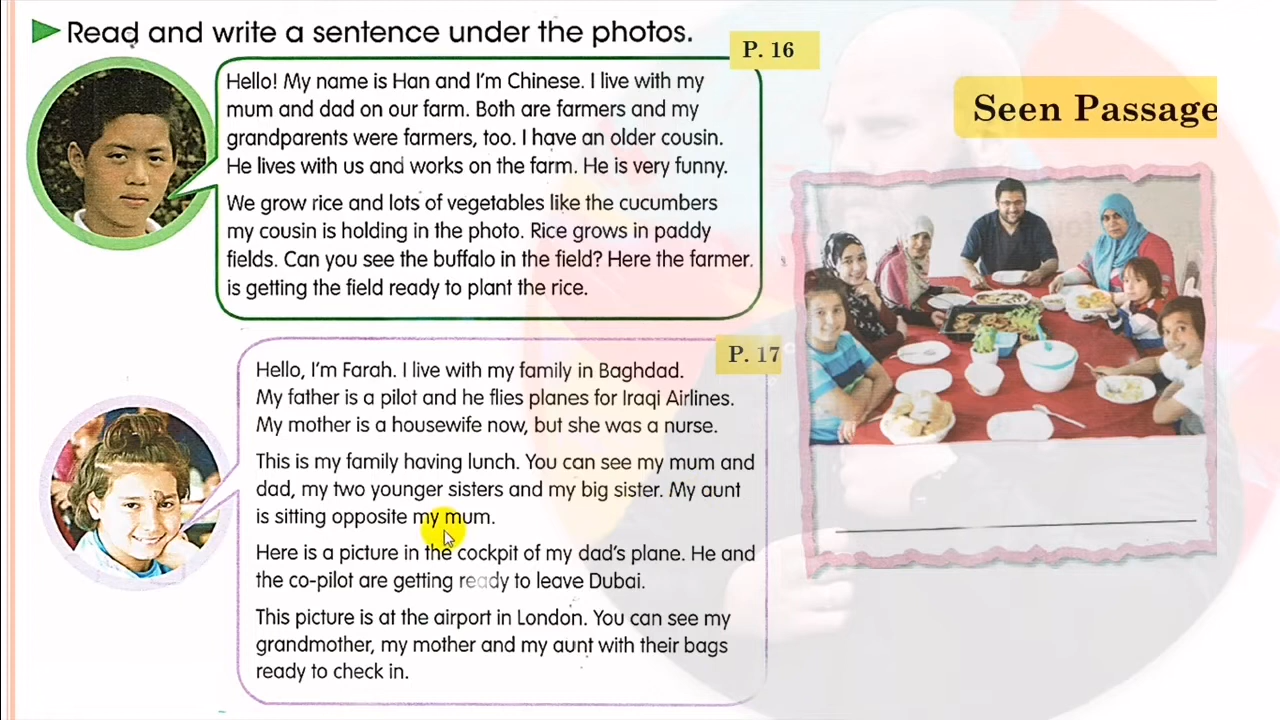 Read and write a sentence under the photos.
P. 16
Seen Passage
Hello! My name is Han and I'm Chinese. I live with my
mum and dad on our farm. Both are farmers and my
grandparents were farmers, too. I have an older cousin.
He lives with us and works on the farm. He is very funny.
We grow rice and lots of vegetables like the cucumbers
my cousin is holding in the photo. Rice grows in paddy
fields. Can you see the buffalo in the field? Here the farmer
is getting the field ready to plant the rice.
P. 17
Hello, I'm Farah. I live with my family in Baghdad.
My father is a pilot and he flies planes for Iraqi Airlines.
My mother is a housewife now, but she was a nurse.
This is my family having lunch. You can see my mum and
dad, my two younger sisters and my big sister. My aunt
is sitting opposite my mum.
Here is a picture in the cockpit of my dad's plane. He and
the co-pilot are getting ready to leave Dubai.
This picture is at the airport in London. You can see my
grandmother, my mother and my aunt with their bags
ready to check in.